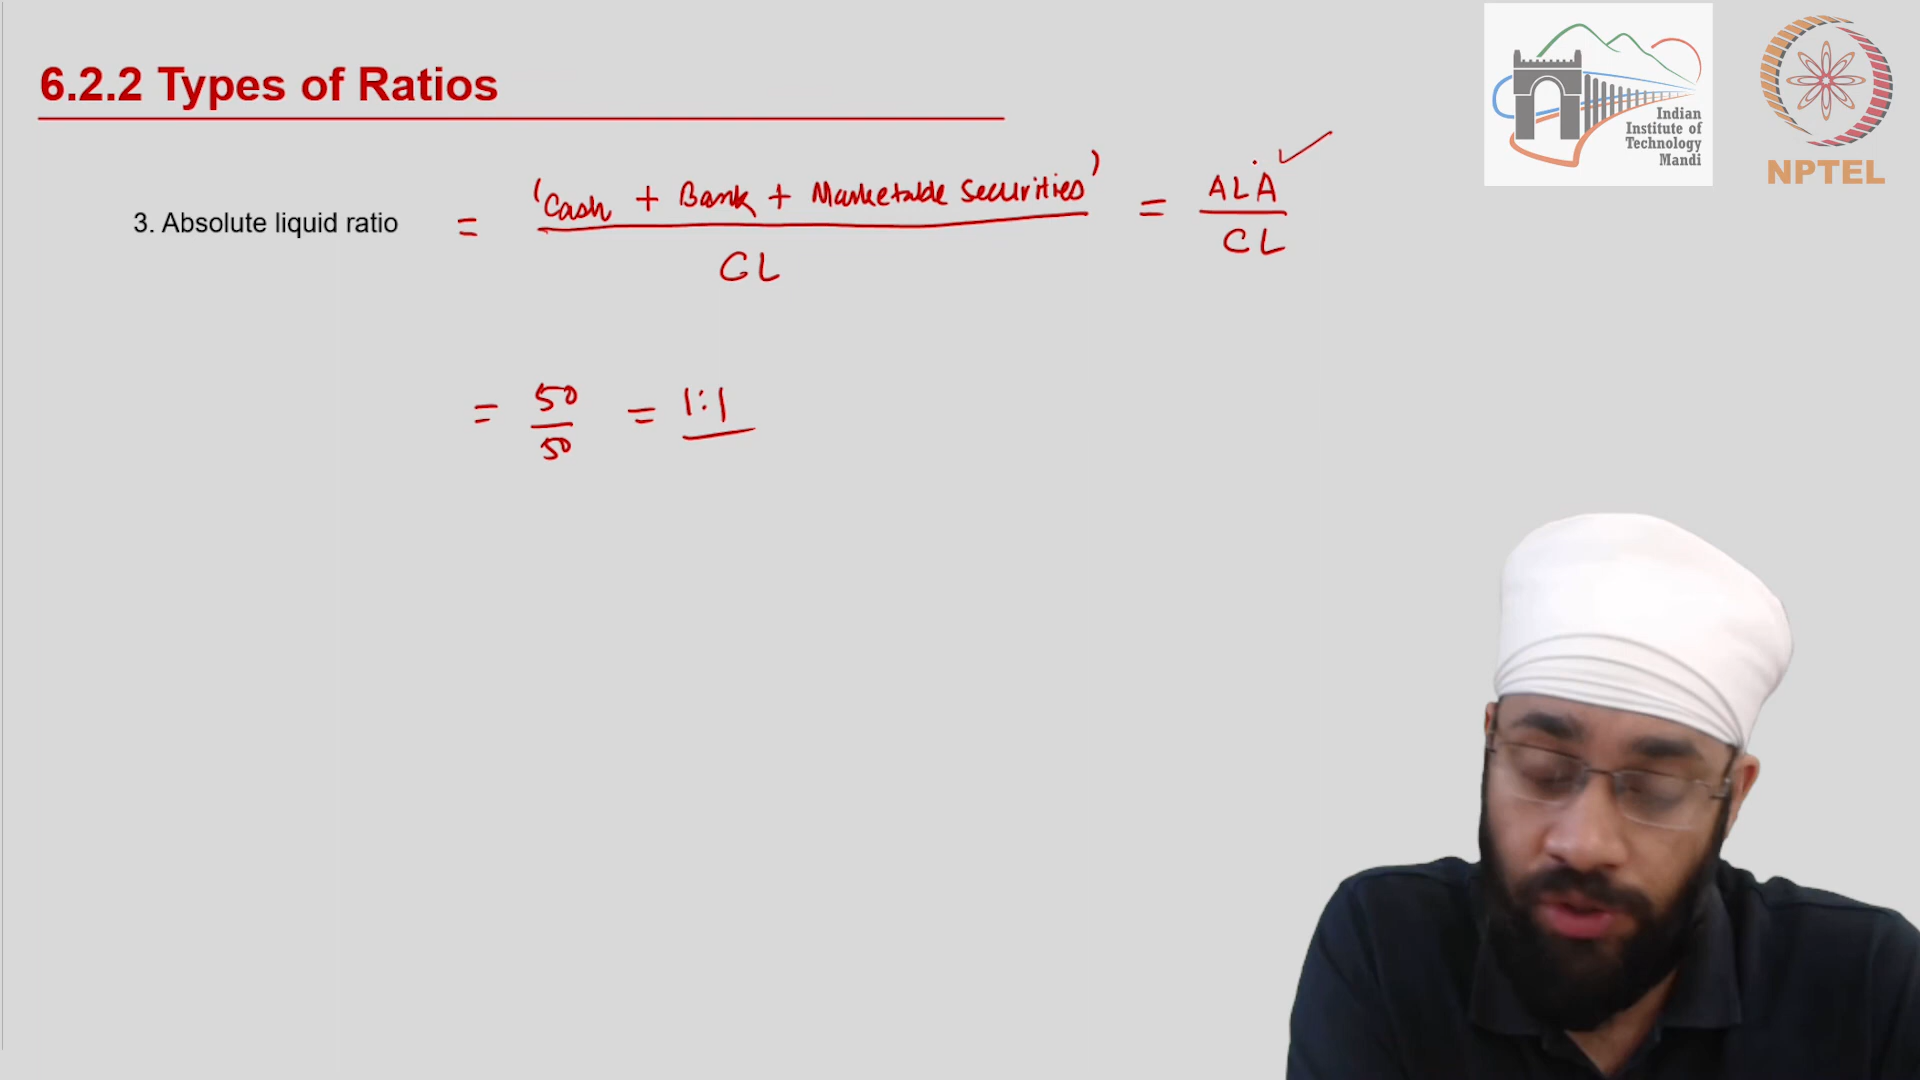 6.2.2 Types of Ratios
3. Absolute liquid ratio = (Cash + Bank + Marketable Securities) / CL = ALA / CL
= 50 / 50 = 1:1
Indian
Institute of
Technology
Mandi
NPTEL